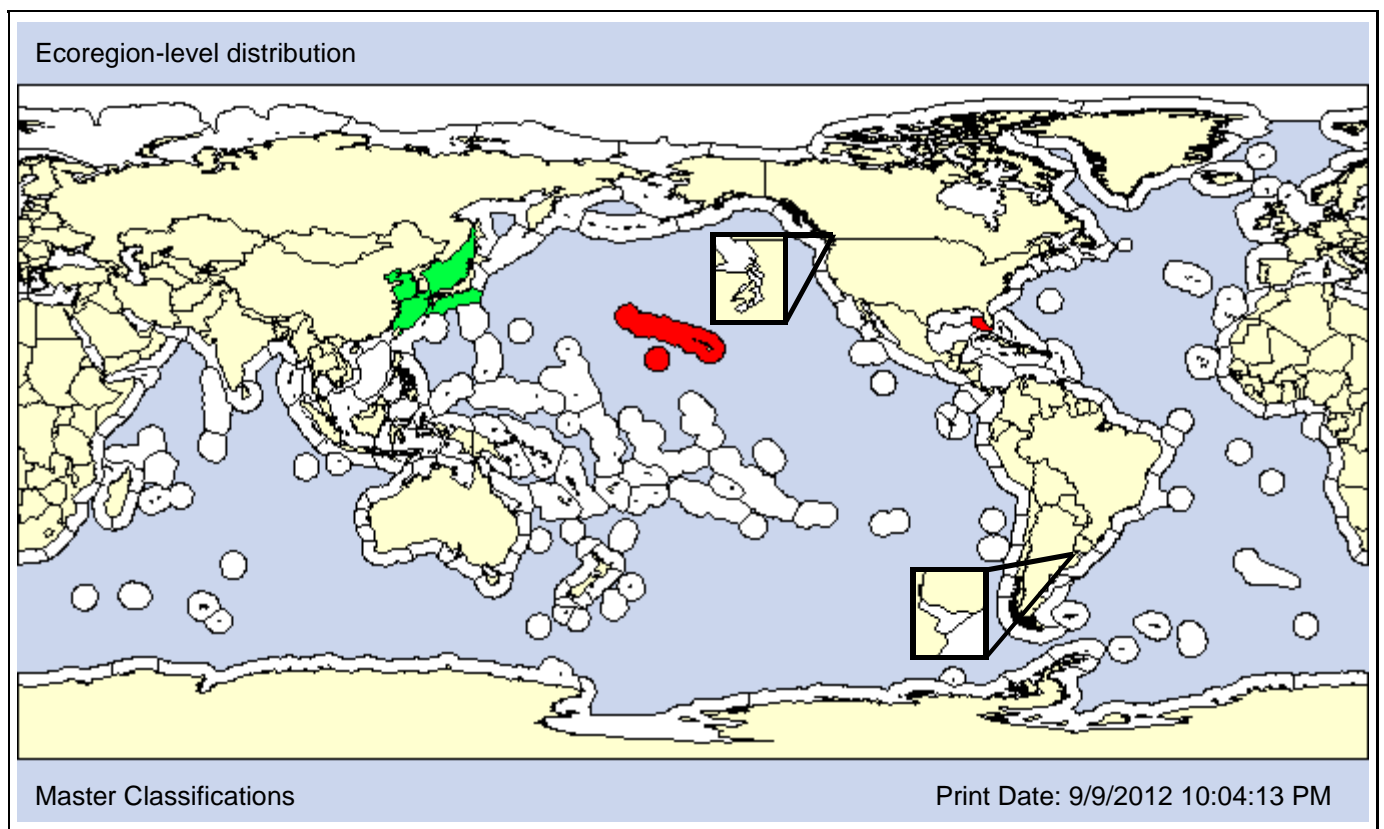 Ecoregion-level distribution
Master Classifications
Print Date: 9/9/2012 10:04:13 PM